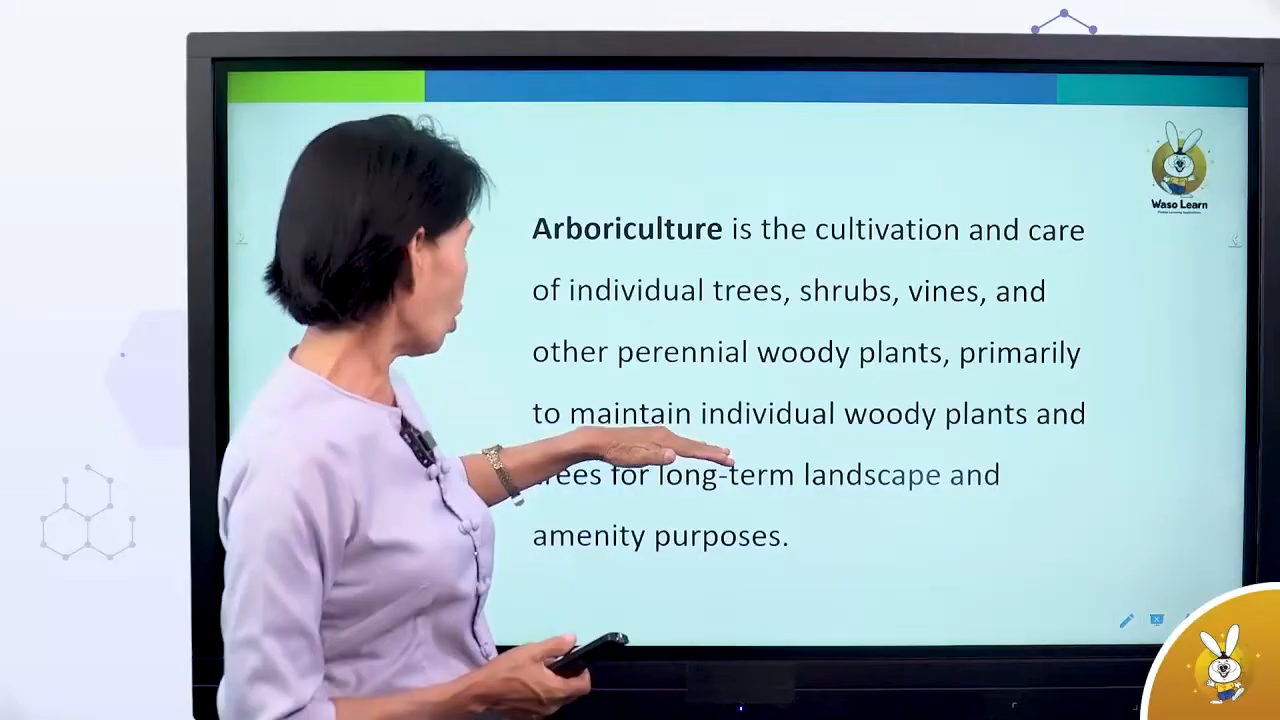 Waso Learn
Arboriculture is the cultivation and care
of individual trees, shrubs, vines, and
other perennial woody plants, primarily
to maintain individual woody plants and
trees for long-term landscape and
amenity purposes.